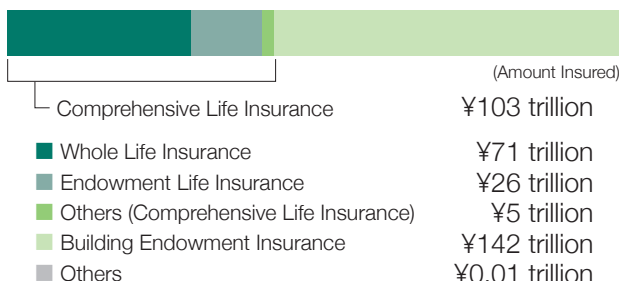 (Amount Insured)
Comprehensive Life Insurance ¥103 trillion
Whole Life Insurance ¥71 trillion
Endowment Life Insurance ¥26 trillion
Others (Comprehensive Life Insurance) ¥5 trillion
Building Endowment Insurance ¥142 trillion
Others ¥0.01 trillion